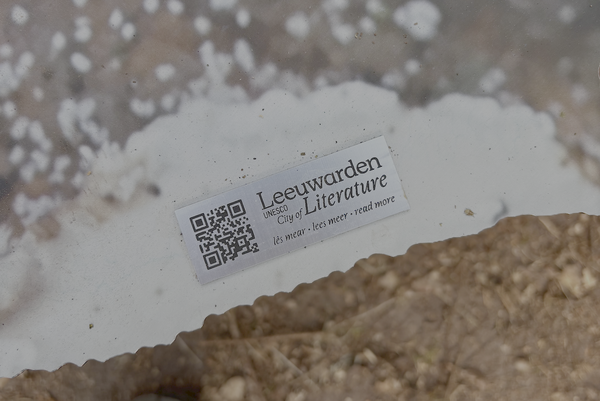 Leeuwarden
UNESCO City of Literature
lês mear • lees meer • read more